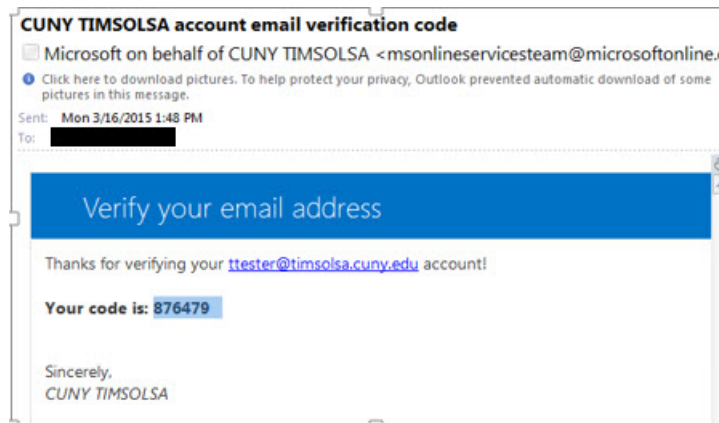 CUNY TIMSOLSA account email verification code
Microsoft on behalf of CUNY TIMSOLSA <msonlineservicesteam@microsoftonline.
Click here to download pictures. To help protect your privacy, Outlook prevented automatic download of some
pictures in this message.
Sent: Mon 3/16/2015 1:48 PM
To:
Verify your email address
Thanks for verifying your ttester@timsolsa.cuny.edu account!
Your code is: 876479
Sincerely,
CUNY TIMSOLSA